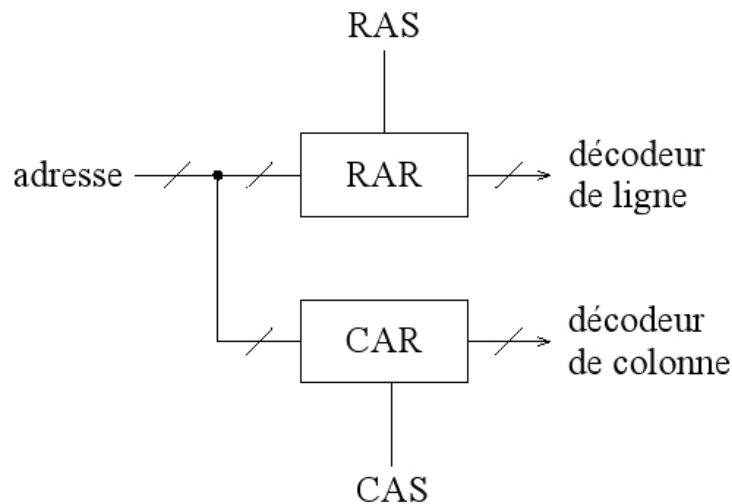 RAS
adresse
RAR
décodeur
de ligne
CAR
décodeur
de colonne
CAS